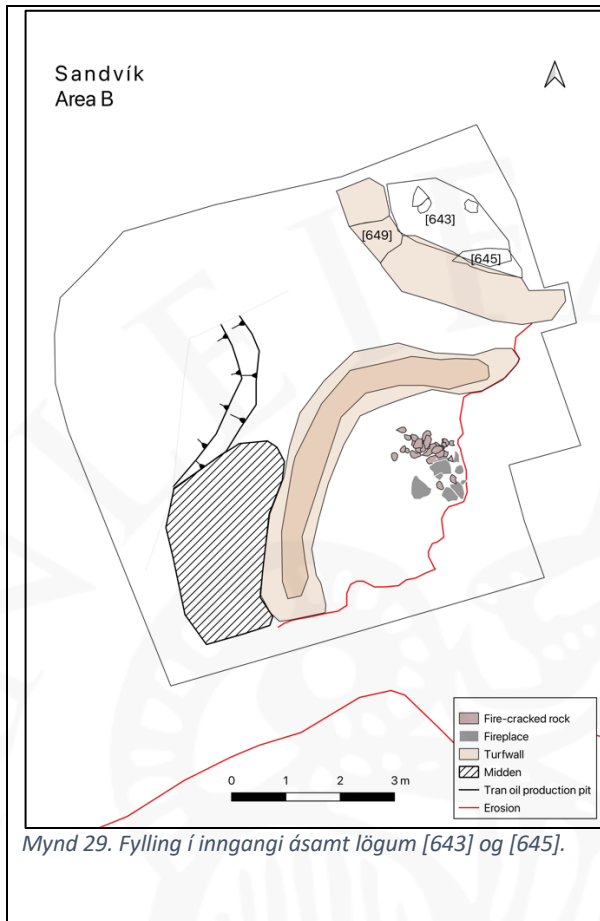 Sandvík
Area B
[643]
[649]
[645]
Fire-cracked rock
Fireplace
Turfwall
Midden
Tran oil production pit
Erosion
0 1 2 3 m
Mynd 29. Fylling í inngangi ásamt lögum [643] og [645].